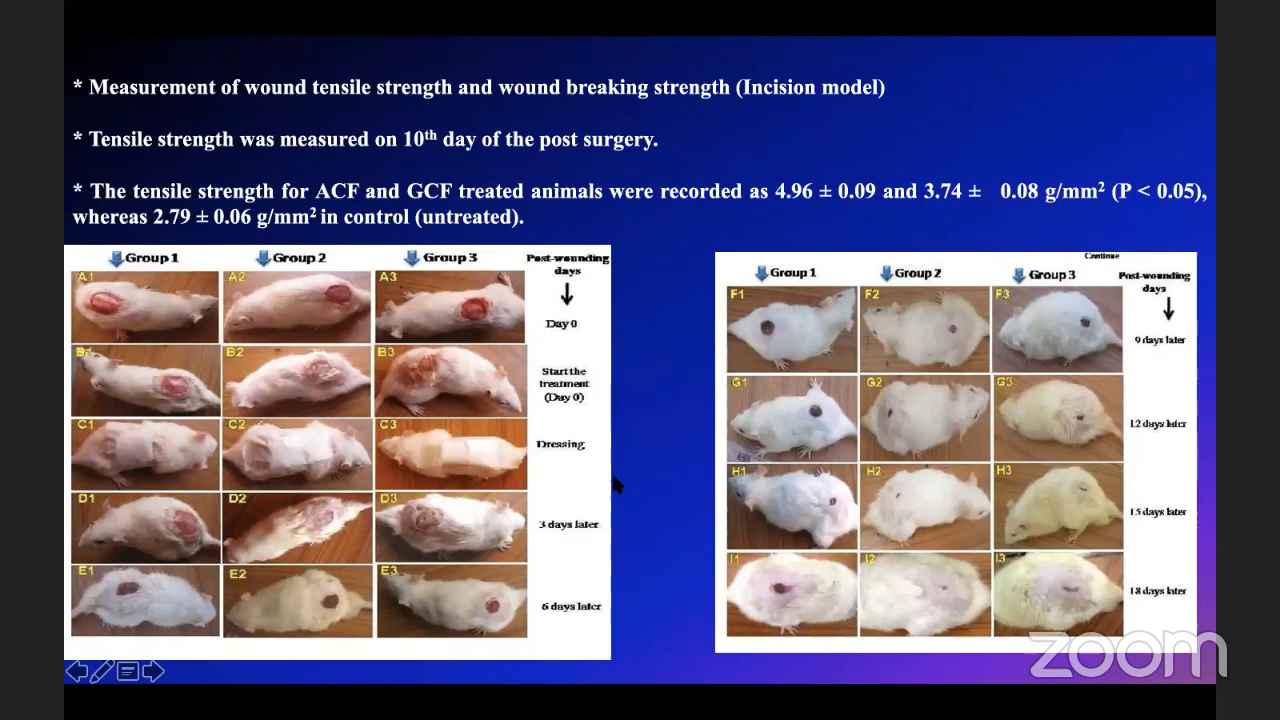 * Measurement of wound tensile strength and wound breaking strength (Incision model)
* Tensile strength was measured on 10th day of the post surgery.
* The tensile strength for ACF and GCF treated animals were recorded as 4.96 ± 0.09 and 3.74 ± 0.08 g/mm² (P < 0.05),
whereas 2.79 ± 0.06 g/mm² in control (untreated).
Group 1 Group 2 Group 3 Post-wounding
days
A1 A2 A3
Day 0
B1 B2 B3
Start the
treatment
(Day 0)
C1 C2 C3
Dressing
D1 D2 D3
3 days later
E1 E2 E3
6 days later
Continue
Group 1 Group 2 Group 3 Post-wounding
days
F1 F2 F3
9 days later
G1 G2 G3
12 days later
H1 H2 H3
15 days later
I1 I2 I3
18 days later
zoom